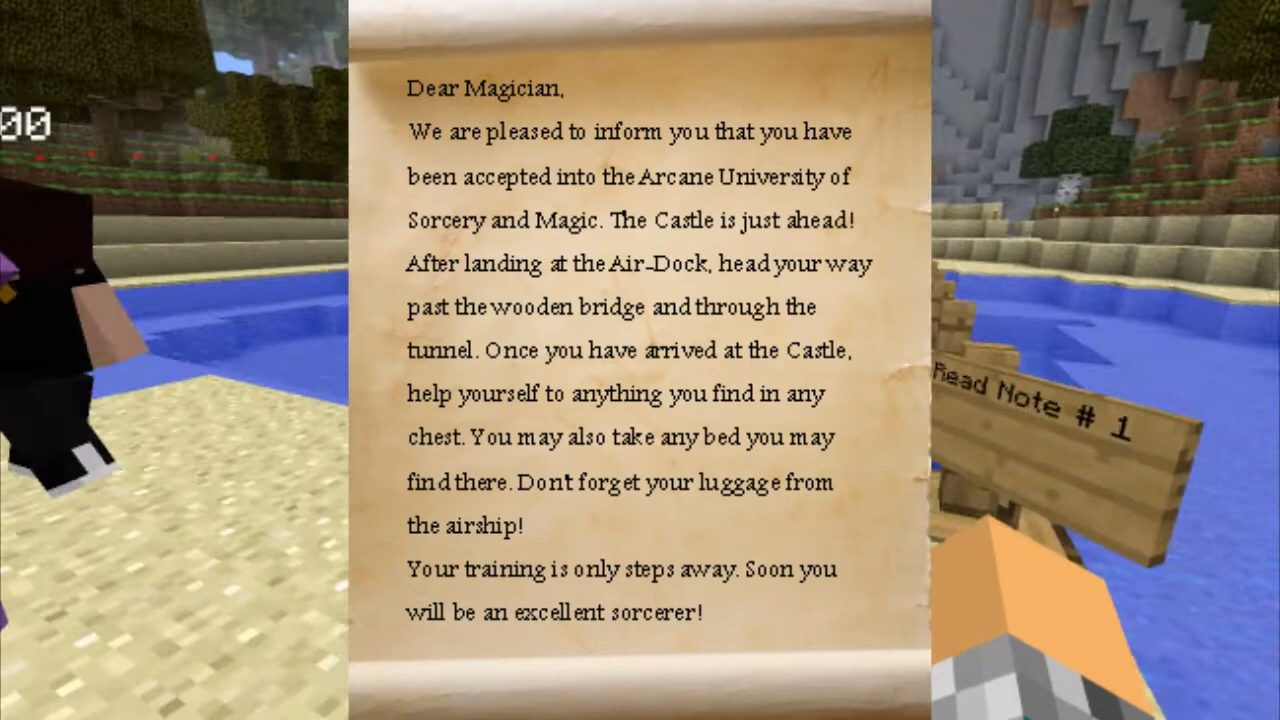 00
Dear Magician,
We are pleased to inform you that you have
been accepted into the Arcane University of
Sorcery and Magic. The Castle is just ahead!
After landing at the Air-Dock, head your way
past the wooden bridge and through the
tunnel. Once you have arrived at the Castle,
help yourself to anything you find in any
chest. You may also take any bed you may
find there. Don't forget your luggage from
the airship!
Your training is only steps away. Soon you
will be an excellent sorcerer!
Read Note # 1